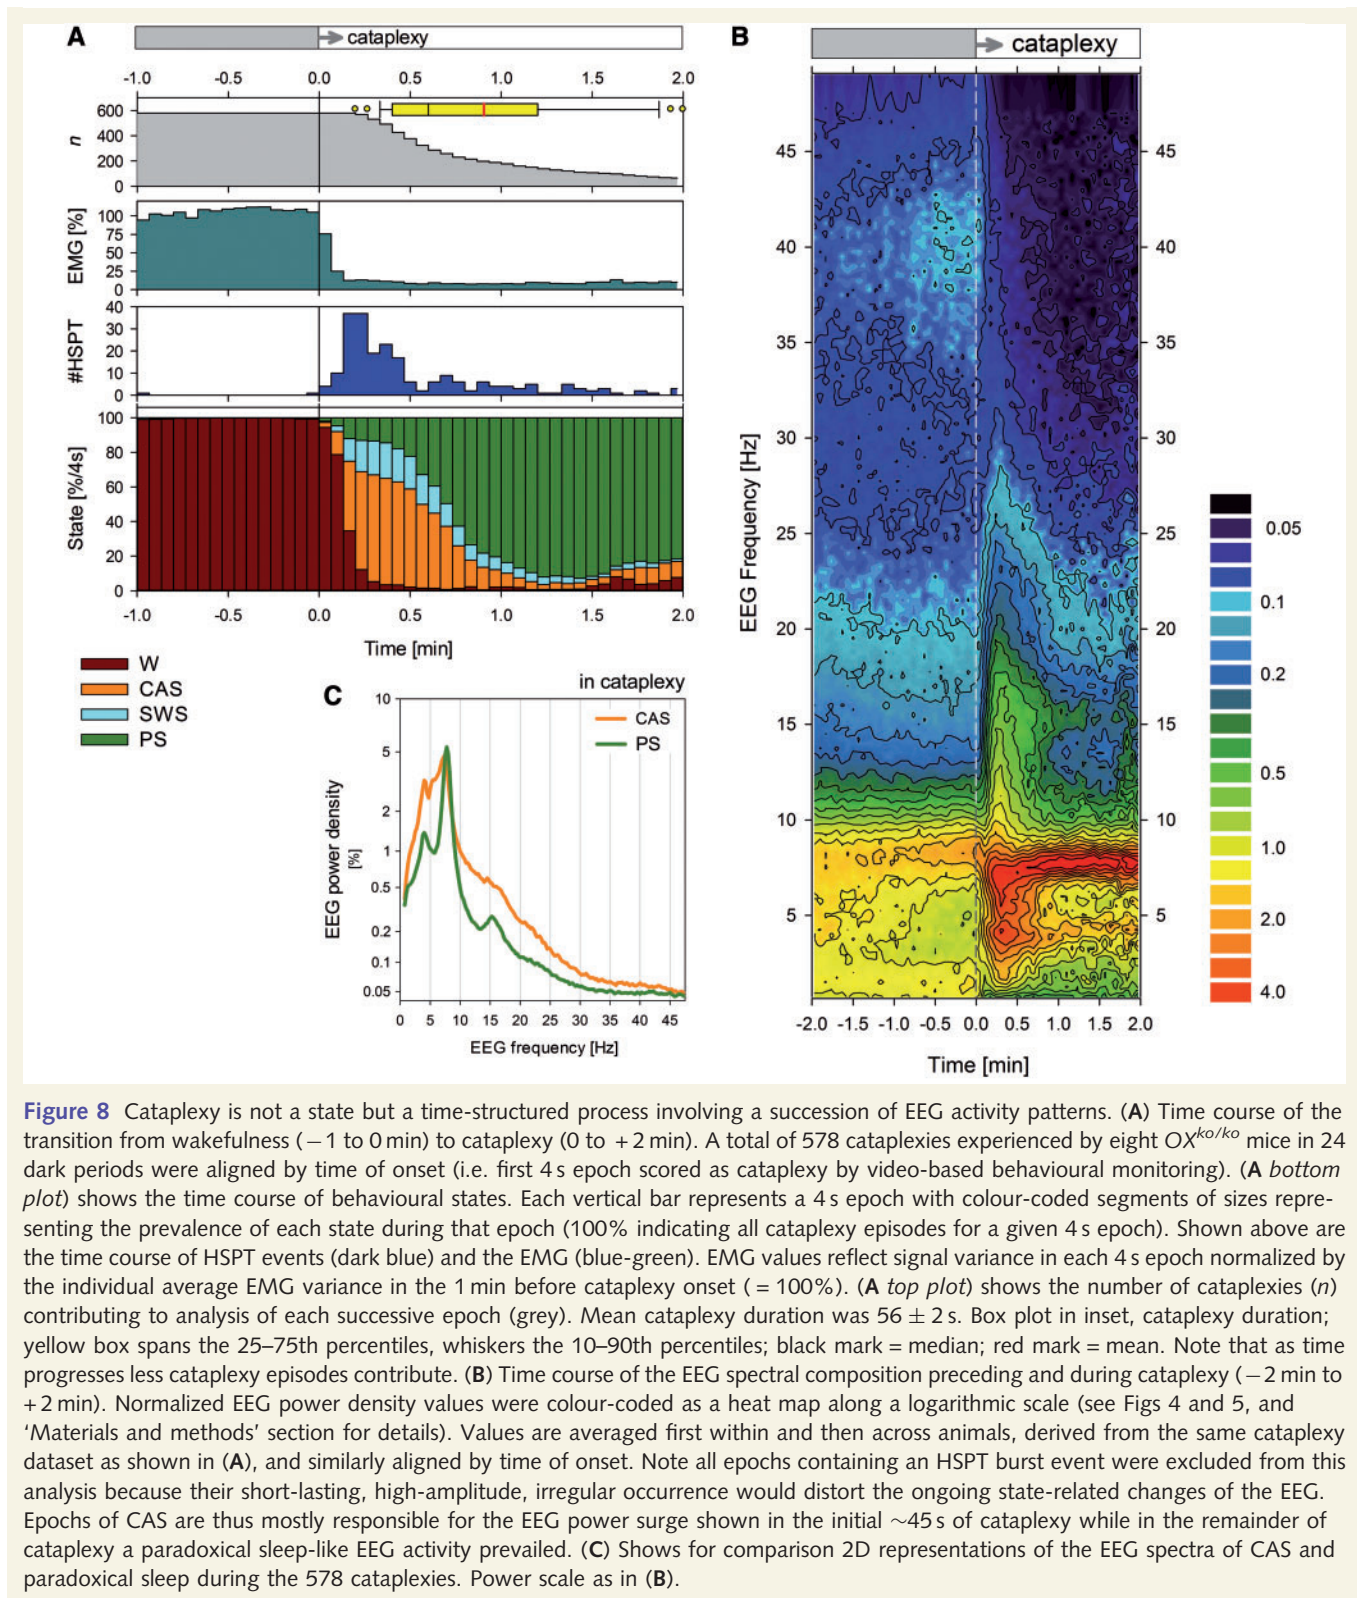 A
cataplexy
-1.0 -0.5 0.0 0.5 1.0 1.5 2.0
n
600
400
200
0
EMG [%]
100
75
50
25
0
#HSPT
40
30
20
10
0
State [%/4s]
100
80
60
40
20
0
-1.0 -0.5 0.0 0.5 1.0 1.5 2.0
Time [min]
W
CAS
SWS
PS
B
cataplexy
EEG Frequency [Hz]
45 45
40 40
35 35
30 30
25 25
20 20
15 15
10 10
5 5
-2.0 -1.5 -1.0 -0.5 0.0 0.5 1.0 1.5 2.0
Time [min]
0.05
0.1
0.2
0.5
1.0
2.0
4.0
C
in cataplexy
CAS
PS
EEG power density
[%]
10
5
2
1
0.5
0.2
0.1
0.05
0 5 10 15 20 25 30 35 40 45
EEG frequency [Hz]
Figure 8 Cataplexy is not a state but a time-structured process involving a succession of EEG activity patterns. (A) Time course of the
transition from wakefulness (−1 to 0 min) to cataplexy (0 to +2 min). A total of 578 cataplexies experienced by eight OXko/ko mice in 24
dark periods were aligned by time of onset (i.e. first 4 s epoch scored as cataplexy by video-based behavioural monitoring). (A bottom
plot) shows the time course of behavioural states. Each vertical bar represents a 4 s epoch with colour-coded segments of sizes repre-
senting the prevalence of each state during that epoch (100% indicating all cataplexy episodes for a given 4 s epoch). Shown above are
the time course of HSPT events (dark blue) and the EMG (blue-green). EMG values reflect signal variance in each 4 s epoch normalized by
the individual average EMG variance in the 1 min before cataplexy onset ( = 100%). (A top plot) shows the number of cataplexies (n)
contributing to analysis of each successive epoch (grey). Mean cataplexy duration was 56 ± 2 s. Box plot in inset, cataplexy duration;
yellow box spans the 25–75th percentiles, whiskers the 10–90th percentiles; black mark = median; red mark = mean. Note that as time
progresses less cataplexy episodes contribute. (B) Time course of the EEG spectral composition preceding and during cataplexy (−2 min to
+2 min). Normalized EEG power density values were colour-coded as a heat map along a logarithmic scale (see Figs 4 and 5, and
‘Materials and methods’ section for details). Values are averaged first within and then across animals, derived from the same cataplexy
dataset as shown in (A), and similarly aligned by time of onset. Note all epochs containing an HSPT burst event were excluded from this
analysis because their short-lasting, high-amplitude, irregular occurrence would distort the ongoing state-related changes of the EEG.
Epochs of CAS are thus mostly responsible for the EEG power surge shown in the initial ~45 s of cataplexy while in the remainder of
cataplexy a paradoxical sleep-like EEG activity prevailed. (C) Shows for comparison 2D representations of the EEG spectra of CAS and
paradoxical sleep during the 578 cataplexies. Power scale as in (B).